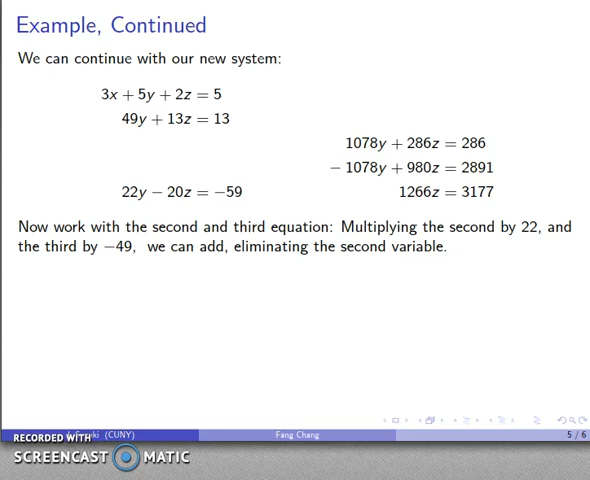 Example, Continued
We can continue with our new system:
3x + 5y + 2z = 5
49y + 13z = 13
1078y + 286z = 286
− 1078y + 980z = 2891
22y − 20z = −59
1266z = 3177
Now work with the second and third equation: Multiplying the second by 22, and
the third by −49, we can add, eliminating the second variable.
(CUNY)
Fang Chang
5 / 6
RECORDED WITH
SCREENCAST MATIC